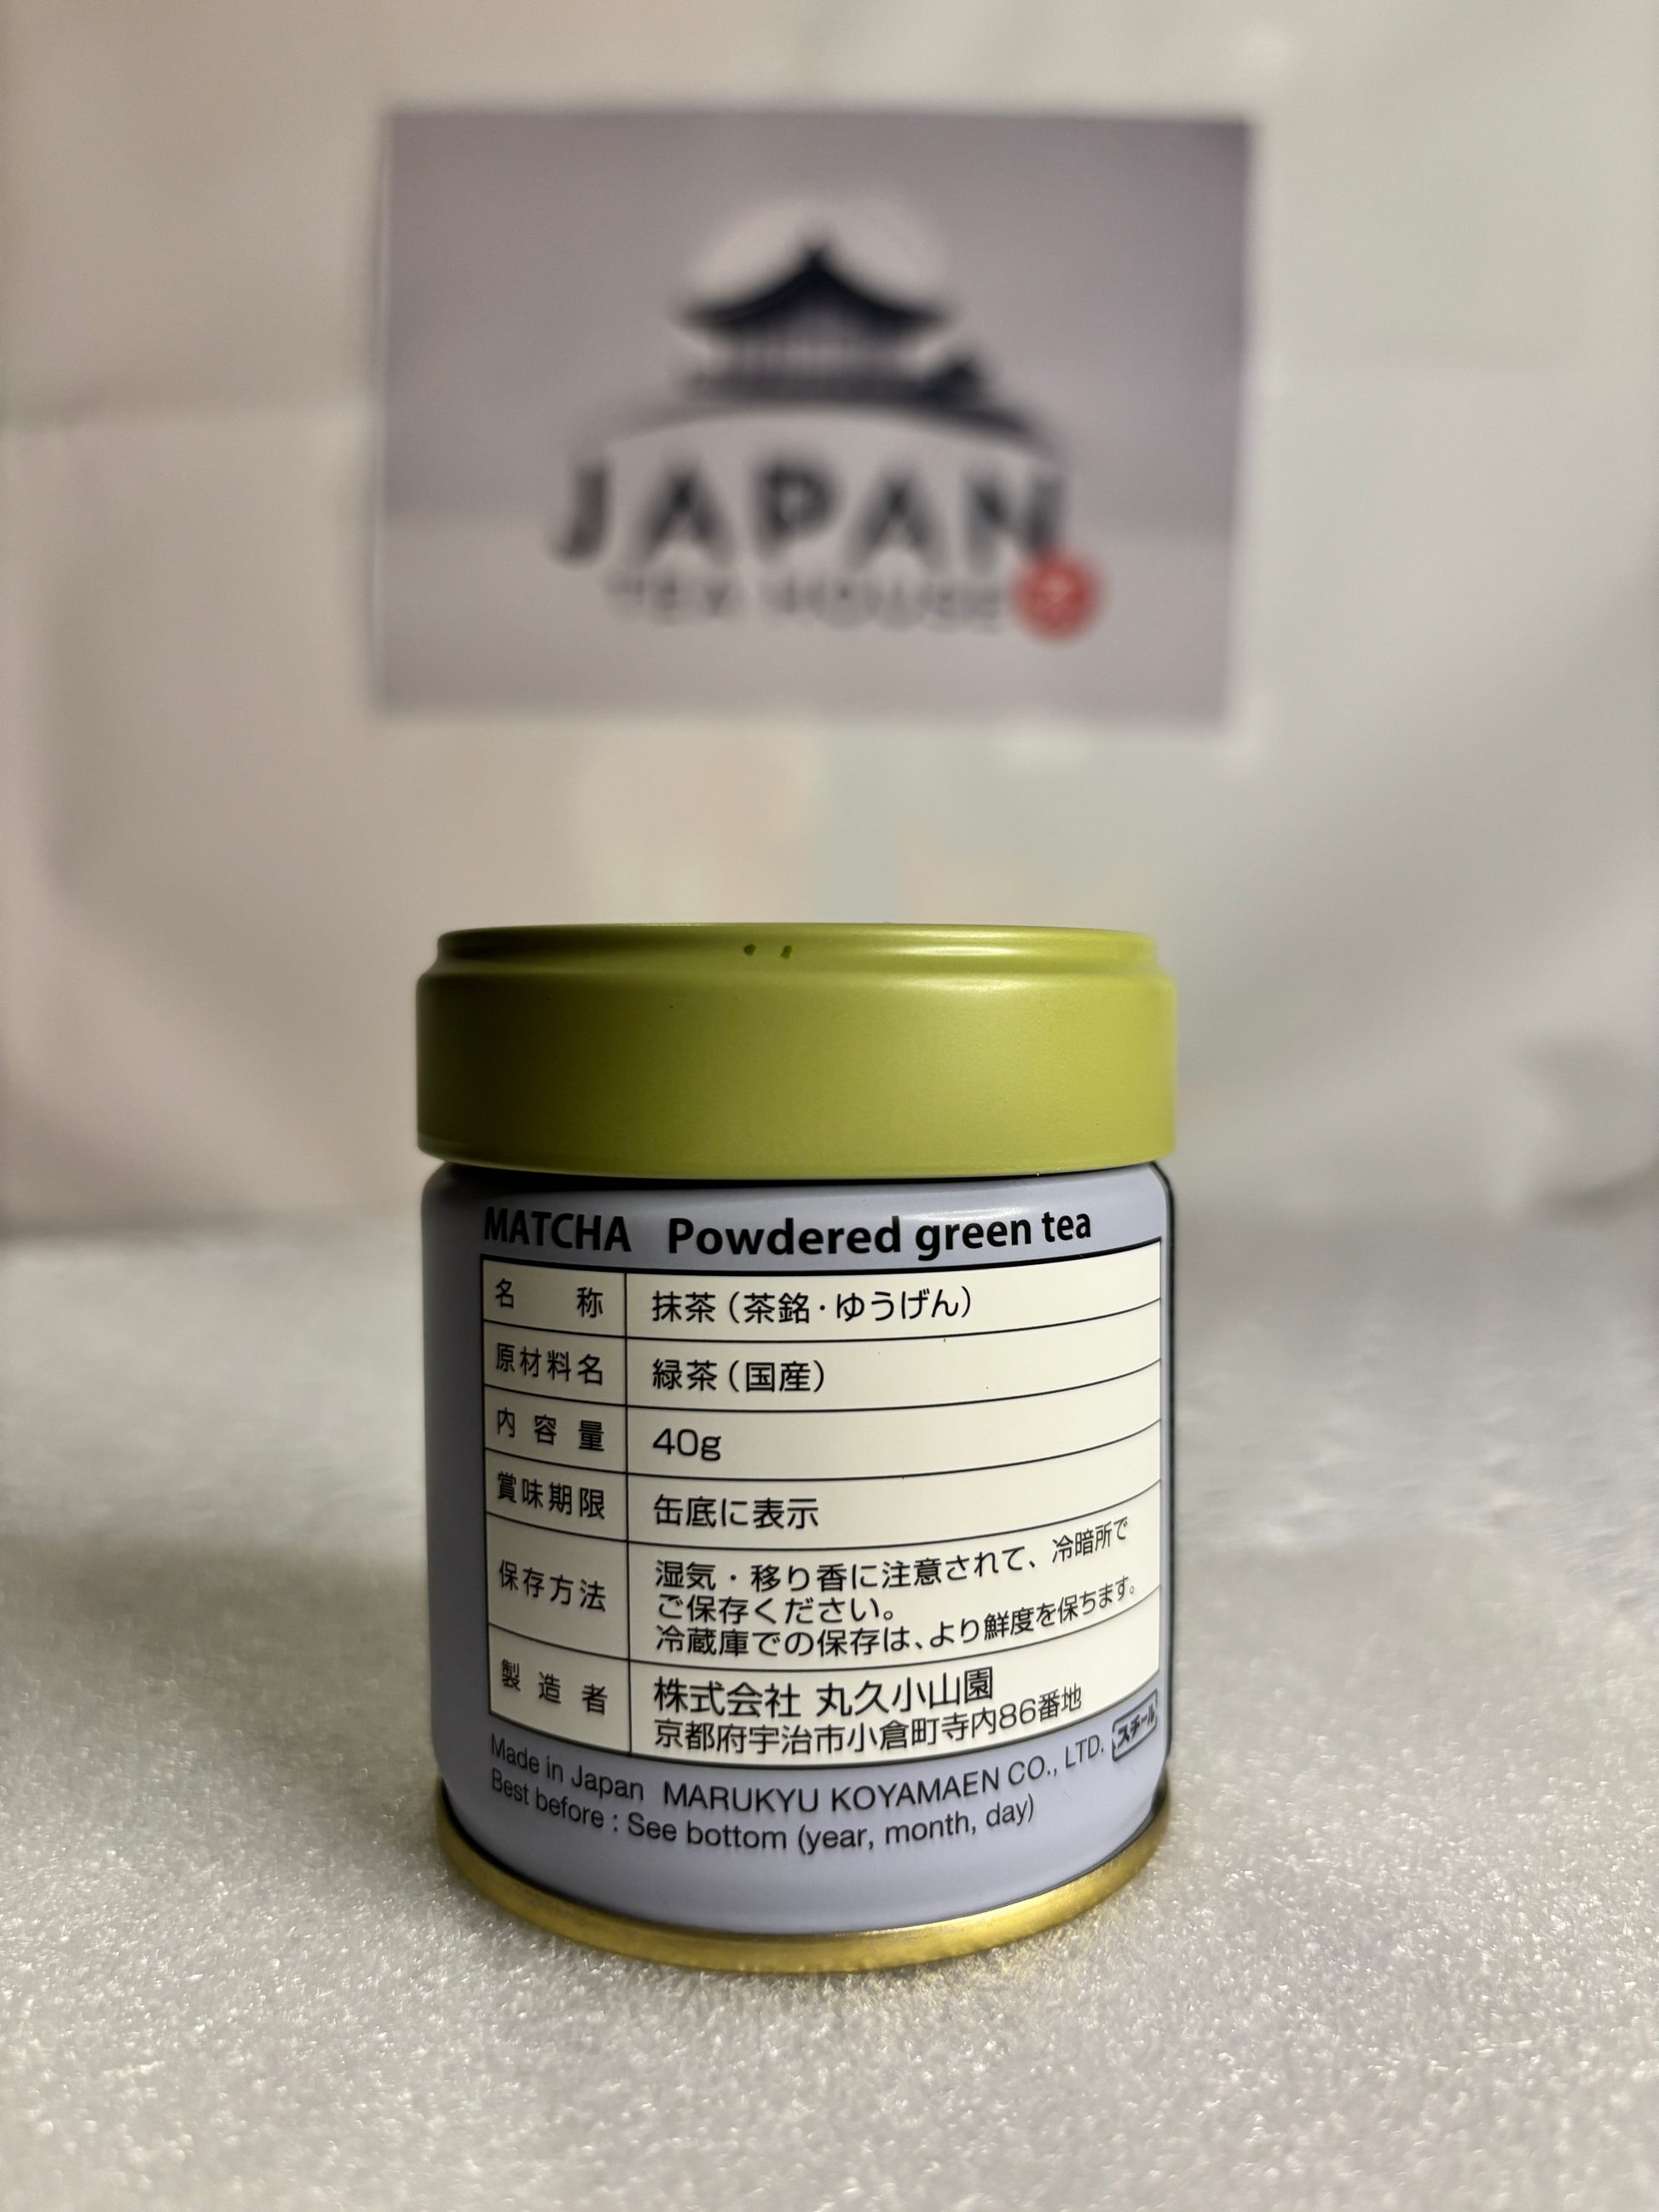 JAPAN
TEA HOUSE
MATCHA Powdered green tea
名称 抹茶（茶銘・ゆうげん）
原材料名 緑茶（国産）
内容量 40g
賞味期限 缶底に表示
保存方法 湿気・移り香に注意されて、冷暗所で
ご保存ください。
冷蔵庫での保存は、より鮮度を保ちます。
製造者 株式会社 丸久小山園
京都府宇治市小倉町寺内86番地
Made in Japan MARUKYU KOYAMAEN CO., LTD. スチール
Best before : See bottom (year, month, day)